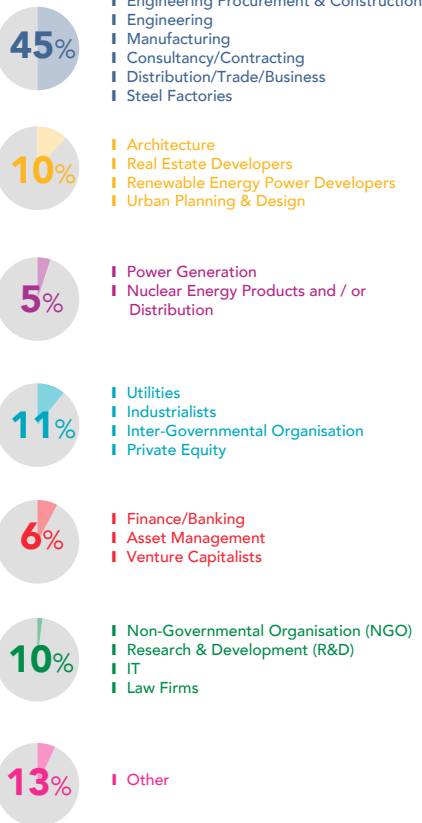 Engineering Procurement & Construction
45%
Engineering
Manufacturing
Consultancy/Contracting
Distribution/Trade/Business
Steel Factories
10%
Architecture
Real Estate Developers
Renewable Energy Power Developers
Urban Planning & Design
5%
Power Generation
Nuclear Energy Products and / or
Distribution
11%
Utilities
Industrialists
Inter-Governmental Organisation
Private Equity
6%
Finance/Banking
Asset Management
Venture Capitalists
10%
Non-Governmental Organisation (NGO)
Research & Development (R&D)
IT
Law Firms
13%
Other